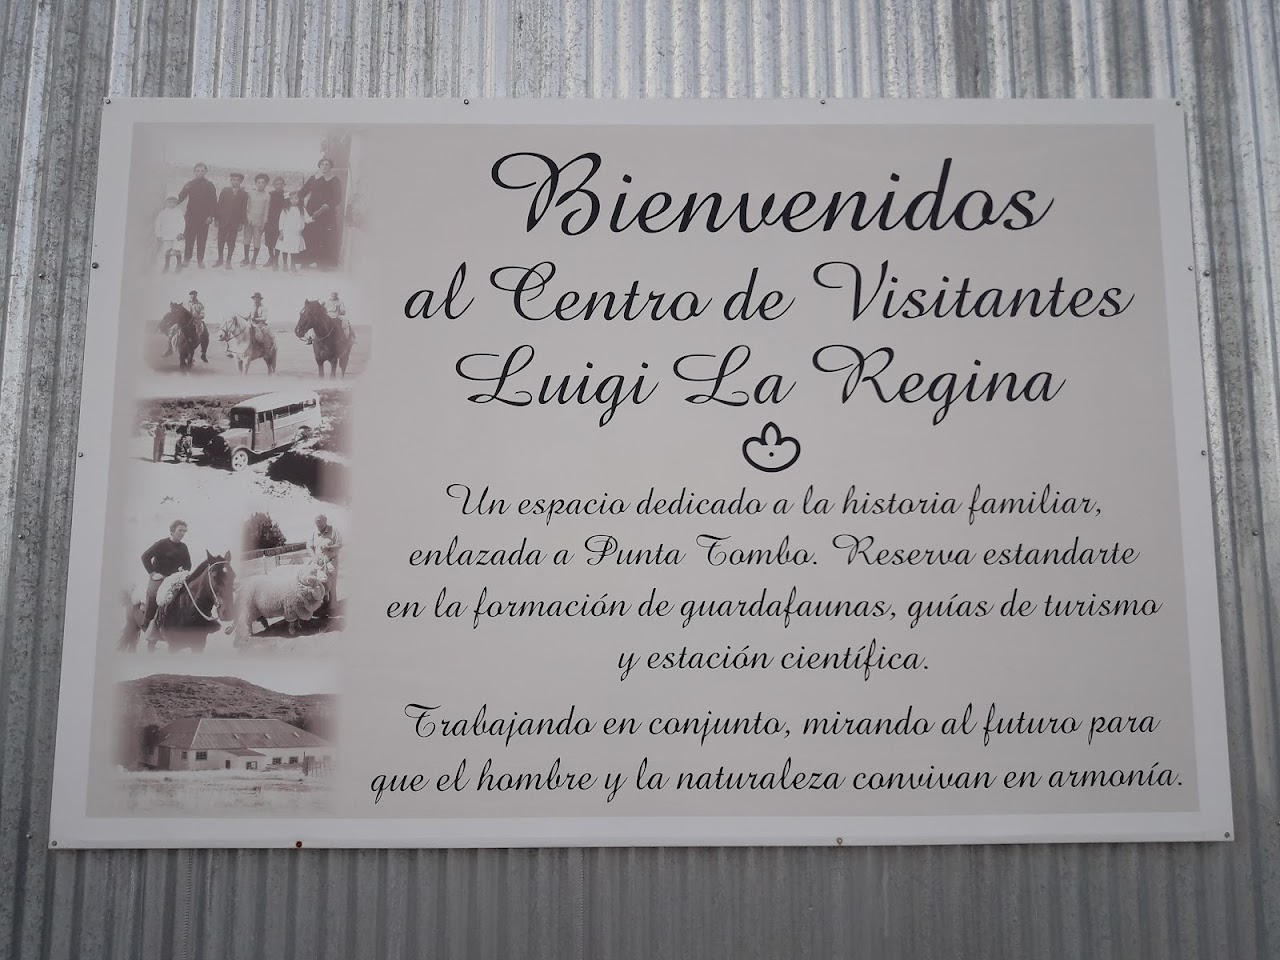 Bienvenidos
al Centro de Visitantes
Luigi La Regina
Un espacio dedicado a la historia familiar,
enlazada a Punta Tombo. Reserva estandarte
en la formación de guardafaunas, guías de turismo
y estación científica.
Trabajando en conjunto, mirando al futuro para
que el hombre y la naturaleza convivan en armonía.